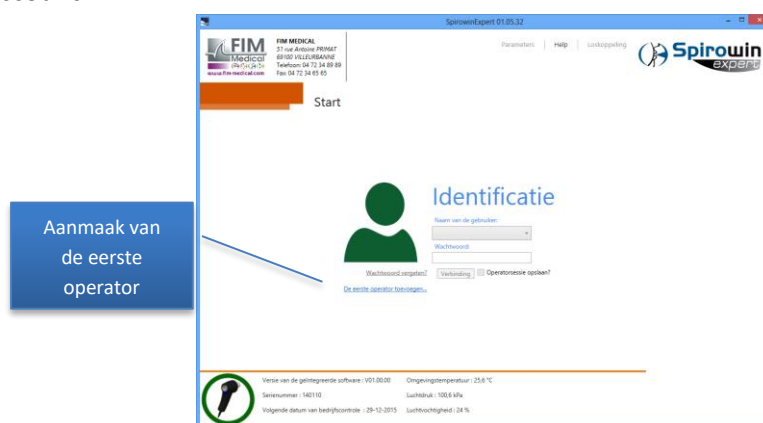 SpirowinExpert 01.05.32
FIM
Medical
www.fim-medical.com
FIM MEDICAL
51 rue Antoine PRIMAT
69100 VILLEURBANNE
Telefoon: 04 72 34 89 89
Fax: 04 72 34 65 65
Parameters | Help | Loskoppeling
Spirowin
expert
Start
Aanmaak van
de eerste
operator
Identificatie
Naam van de gebruiker:
Wachtwoord:
Wachtwoord vergeten?
Verbinding
Operatorsessie opslaan?
De eerste operator toevoegen...
Versie van de geïntegreerde software : V01.00.00
Omgevingstemperatuur : 25,6 °C
Serienummer : 140110
Luchtdruk : 100,6 kPa
Volgende datum van bedrijfscontrole : 29-12-2015
Luchtvochtigheid : 24 %